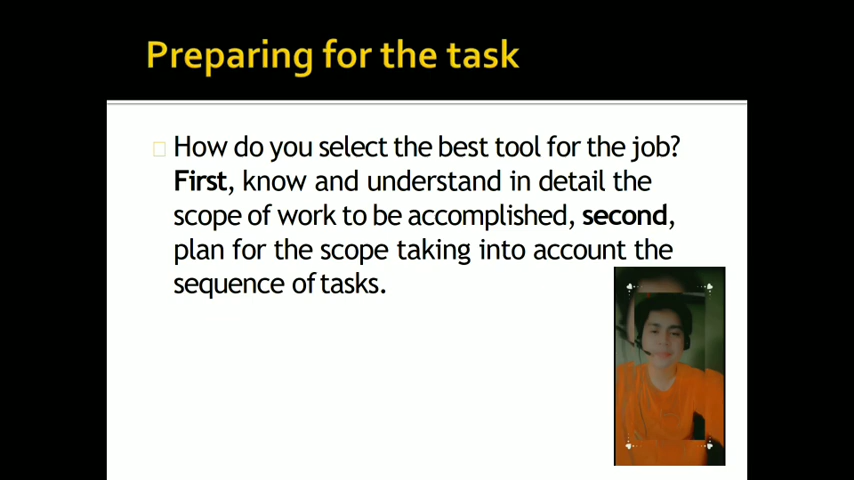 Preparing for the task
How do you select the best tool for the job?
First, know and understand in detail the
scope of work to be accomplished, second,
plan for the scope taking into account the
sequence of tasks.